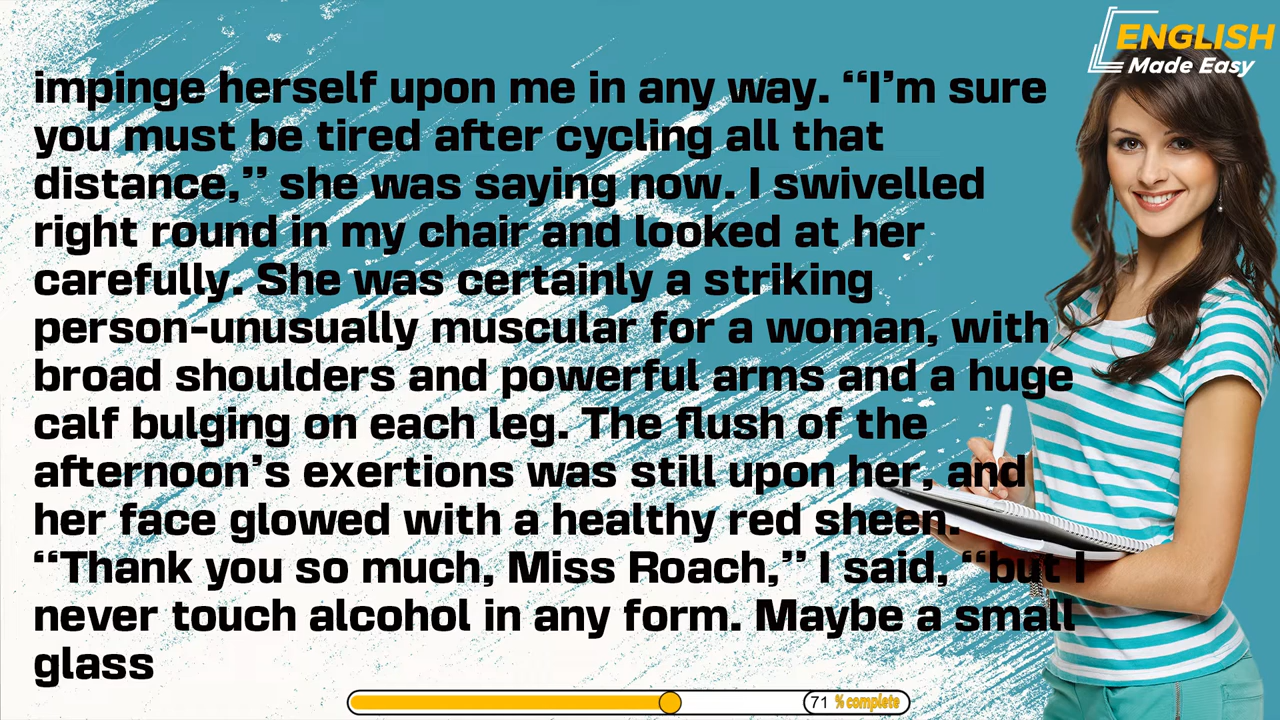 ENGLISH
Made Easy
impinge herself upon me in any way. “I’m sure
you must be tired after cycling all that
distance,” she was saying now. I swivelled
right round in my chair and looked at her
carefully. She was certainly a striking
person-unusually muscular for a woman, with
broad shoulders and powerful arms and a huge
calf bulging on each leg. The flush of the
afternoon’s exertions was still upon her, and
her face glowed with a healthy red sheen.
“Thank you so much, Miss Roach,” I said, “but I
never touch alcohol in any form. Maybe a small
glass
71 % complete